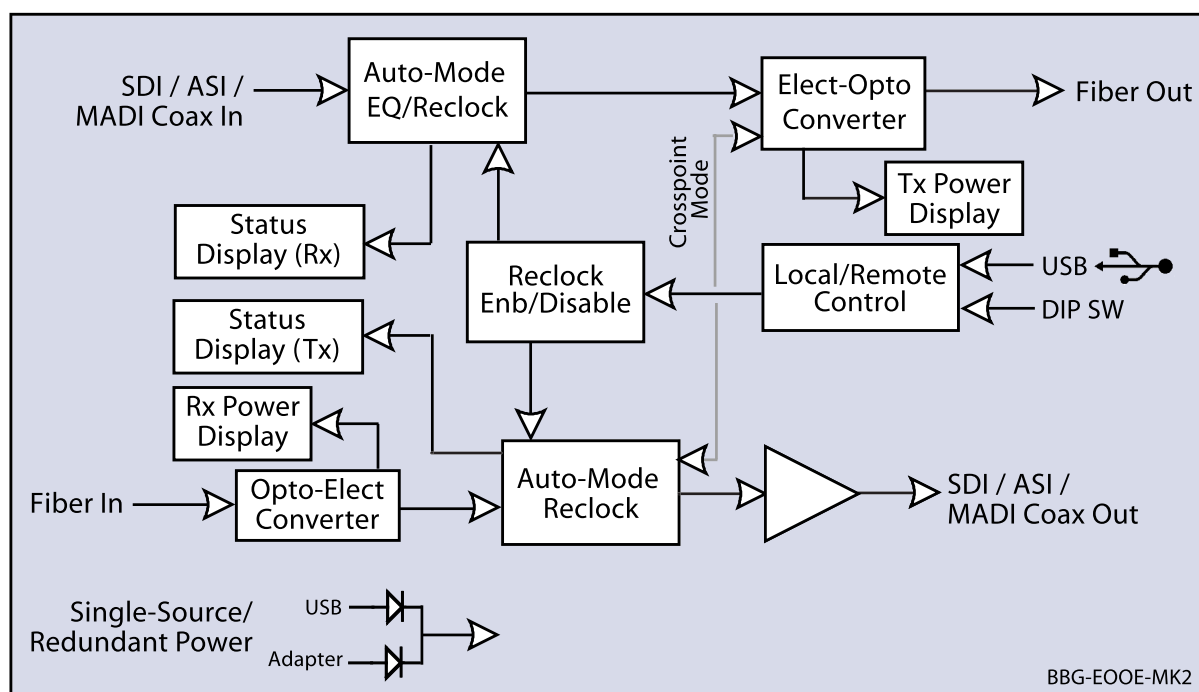 SDI / ASI /
MADI Coax In
Auto-Mode
EQ/Reclock
Elect-Opto
Converter
Fiber Out
Crosspoint
Mode
Tx Power
Display
Status
Display (Rx)
Reclock
Enb/Disable
Local/Remote
Control
USB
DIP SW
Status
Display (Tx)
Rx Power
Display
Fiber In
Opto-Elect
Converter
Auto-Mode
Reclock
SDI / ASI /
MADI Coax Out
Single-Source/
Redundant Power
USB
Adapter
BBG-EOOE-MK2